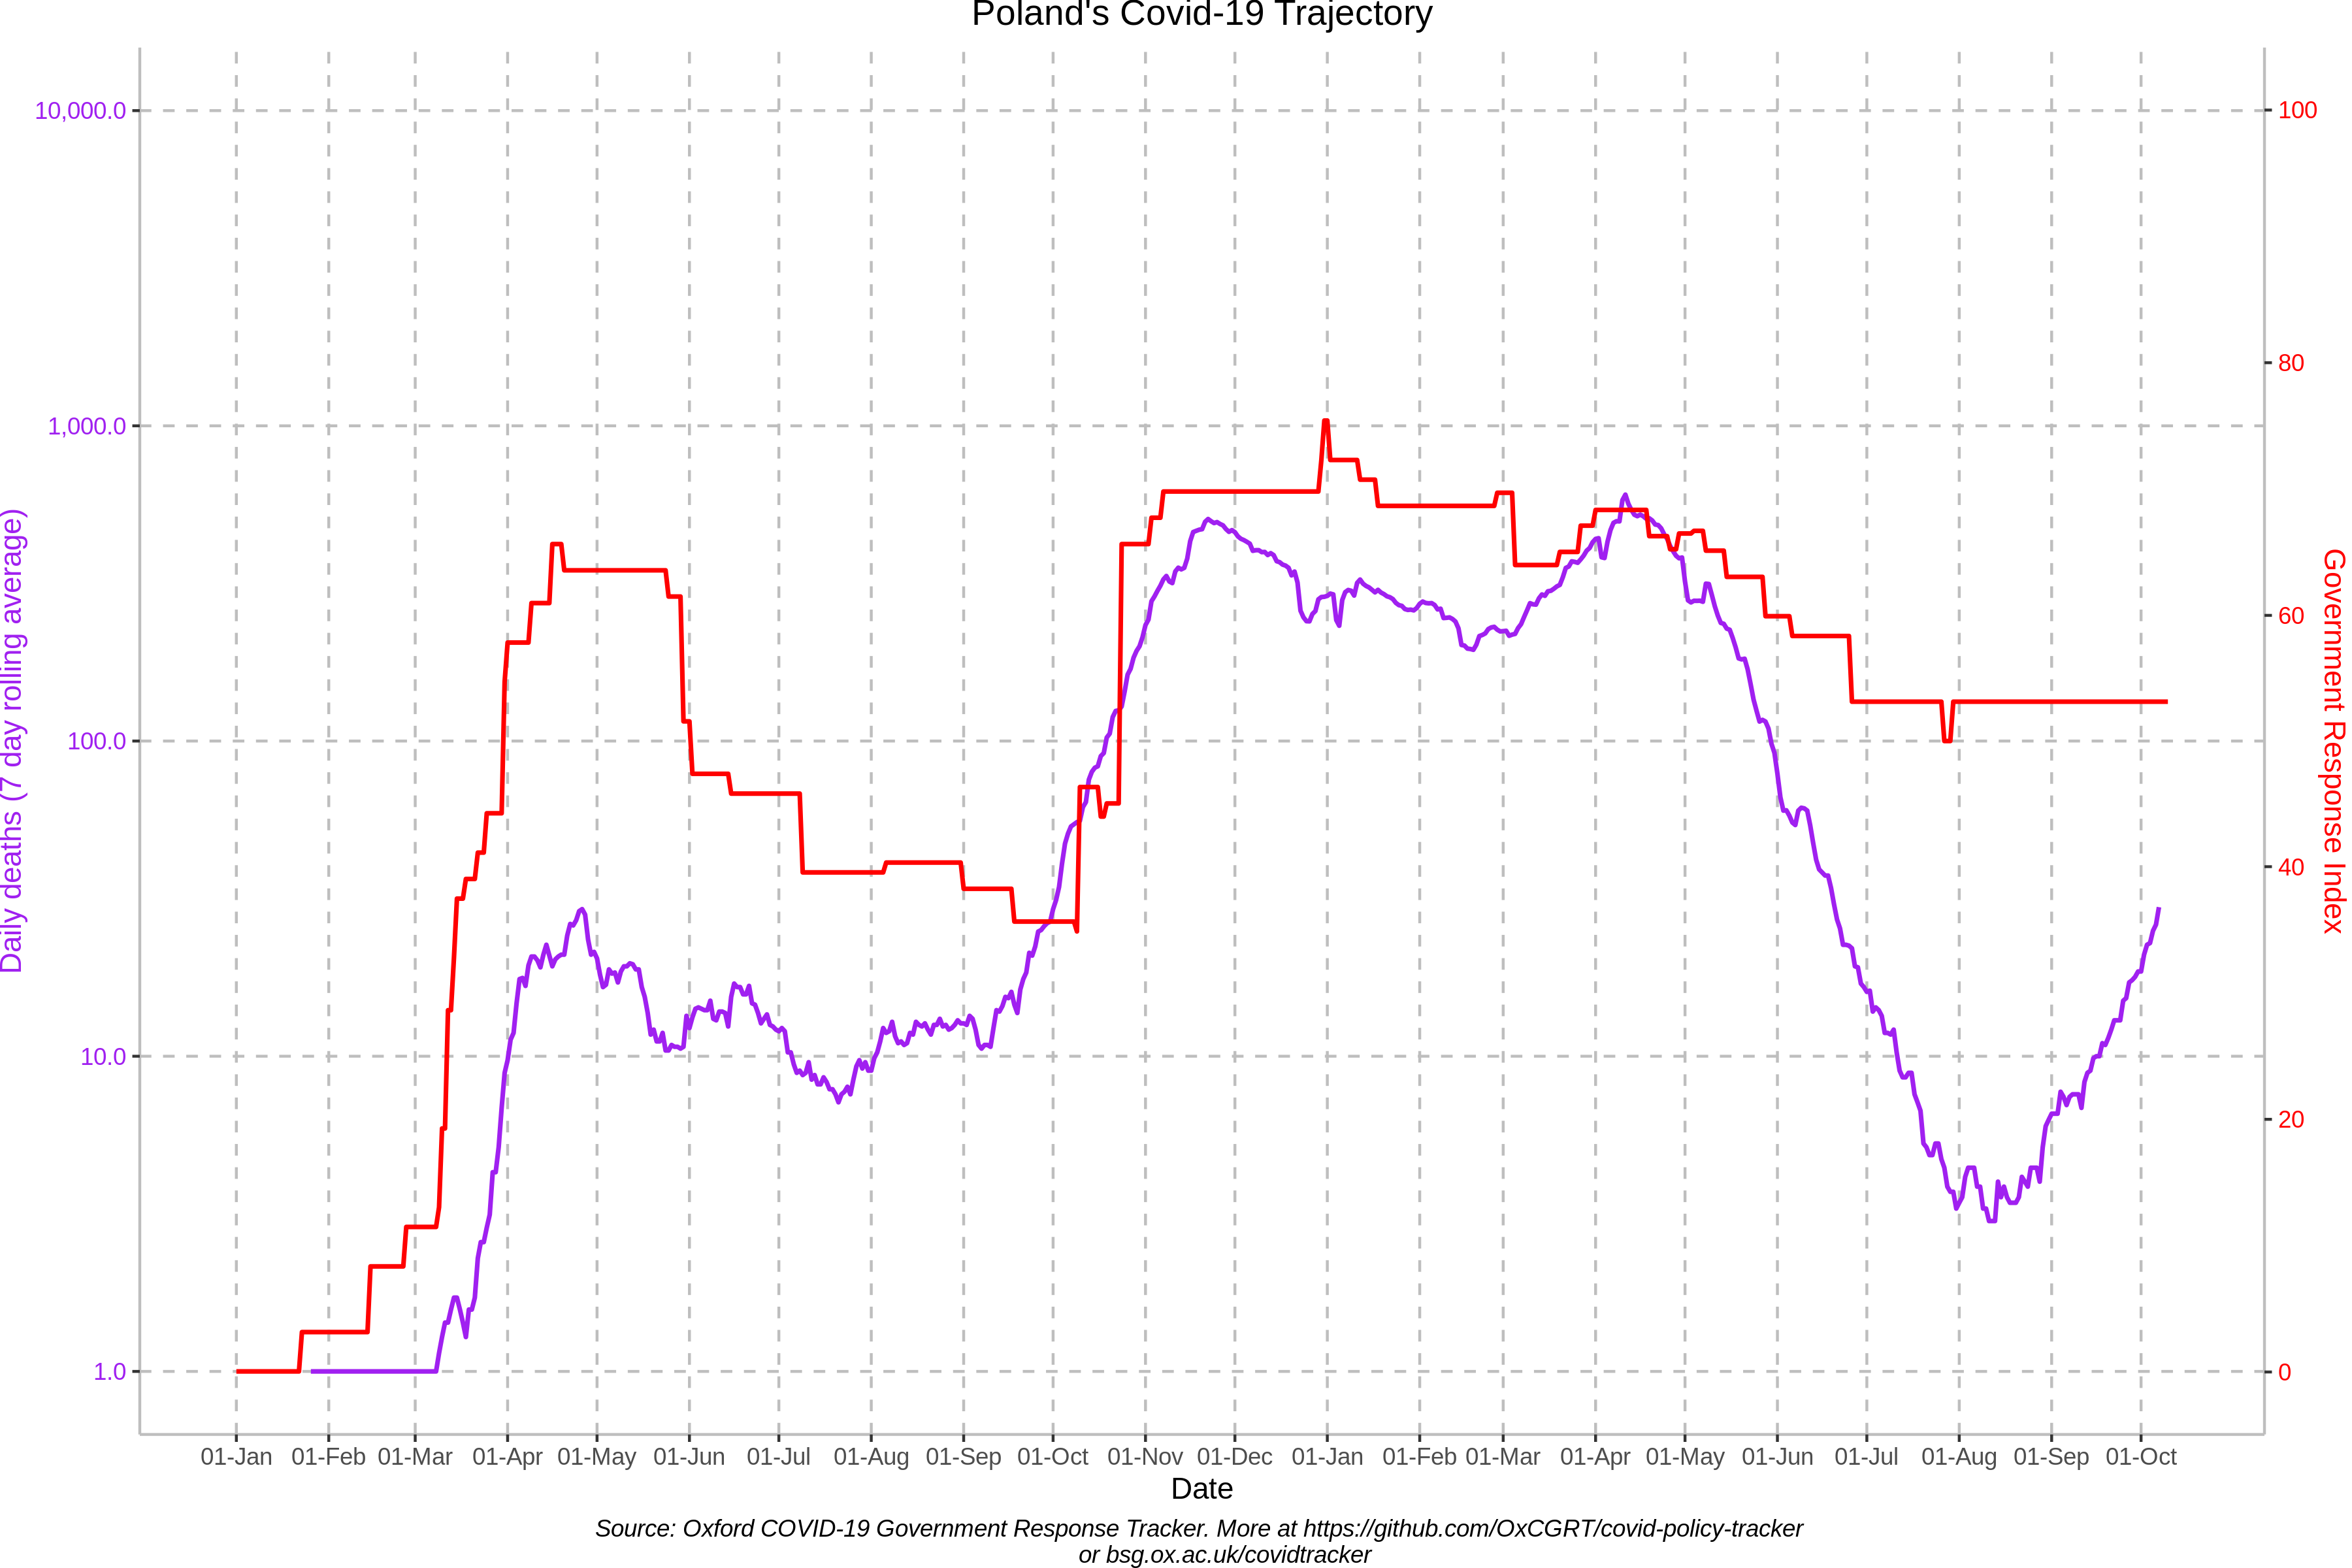 Poland's Covid-19 Trajectory
10,000.0
1,000.0
100.0
10.0
1.0
Daily deaths (7 day rolling average)
100
80
60
40
20
0
Government Response Index
01-Jan 01-Feb 01-Mar 01-Apr 01-May 01-Jun 01-Jul 01-Aug 01-Sep 01-Oct 01-Nov 01-Dec 01-Jan 01-Feb 01-Mar 01-Apr 01-May 01-Jun 01-Jul 01-Aug 01-Sep 01-Oct
Date
Source: Oxford COVID-19 Government Response Tracker. More at https://github.com/OxCGRT/covid-policy-tracker
or bsg.ox.ac.uk/covidtracker